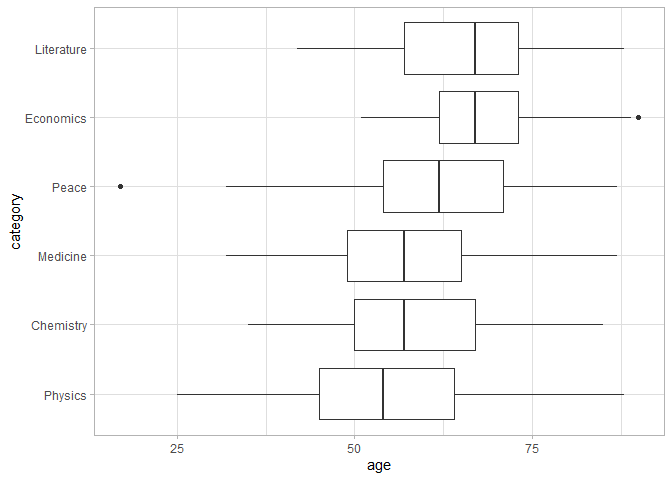 Literature
Economics
Peace
Medicine
Chemistry
Physics
category
25
50
75
age